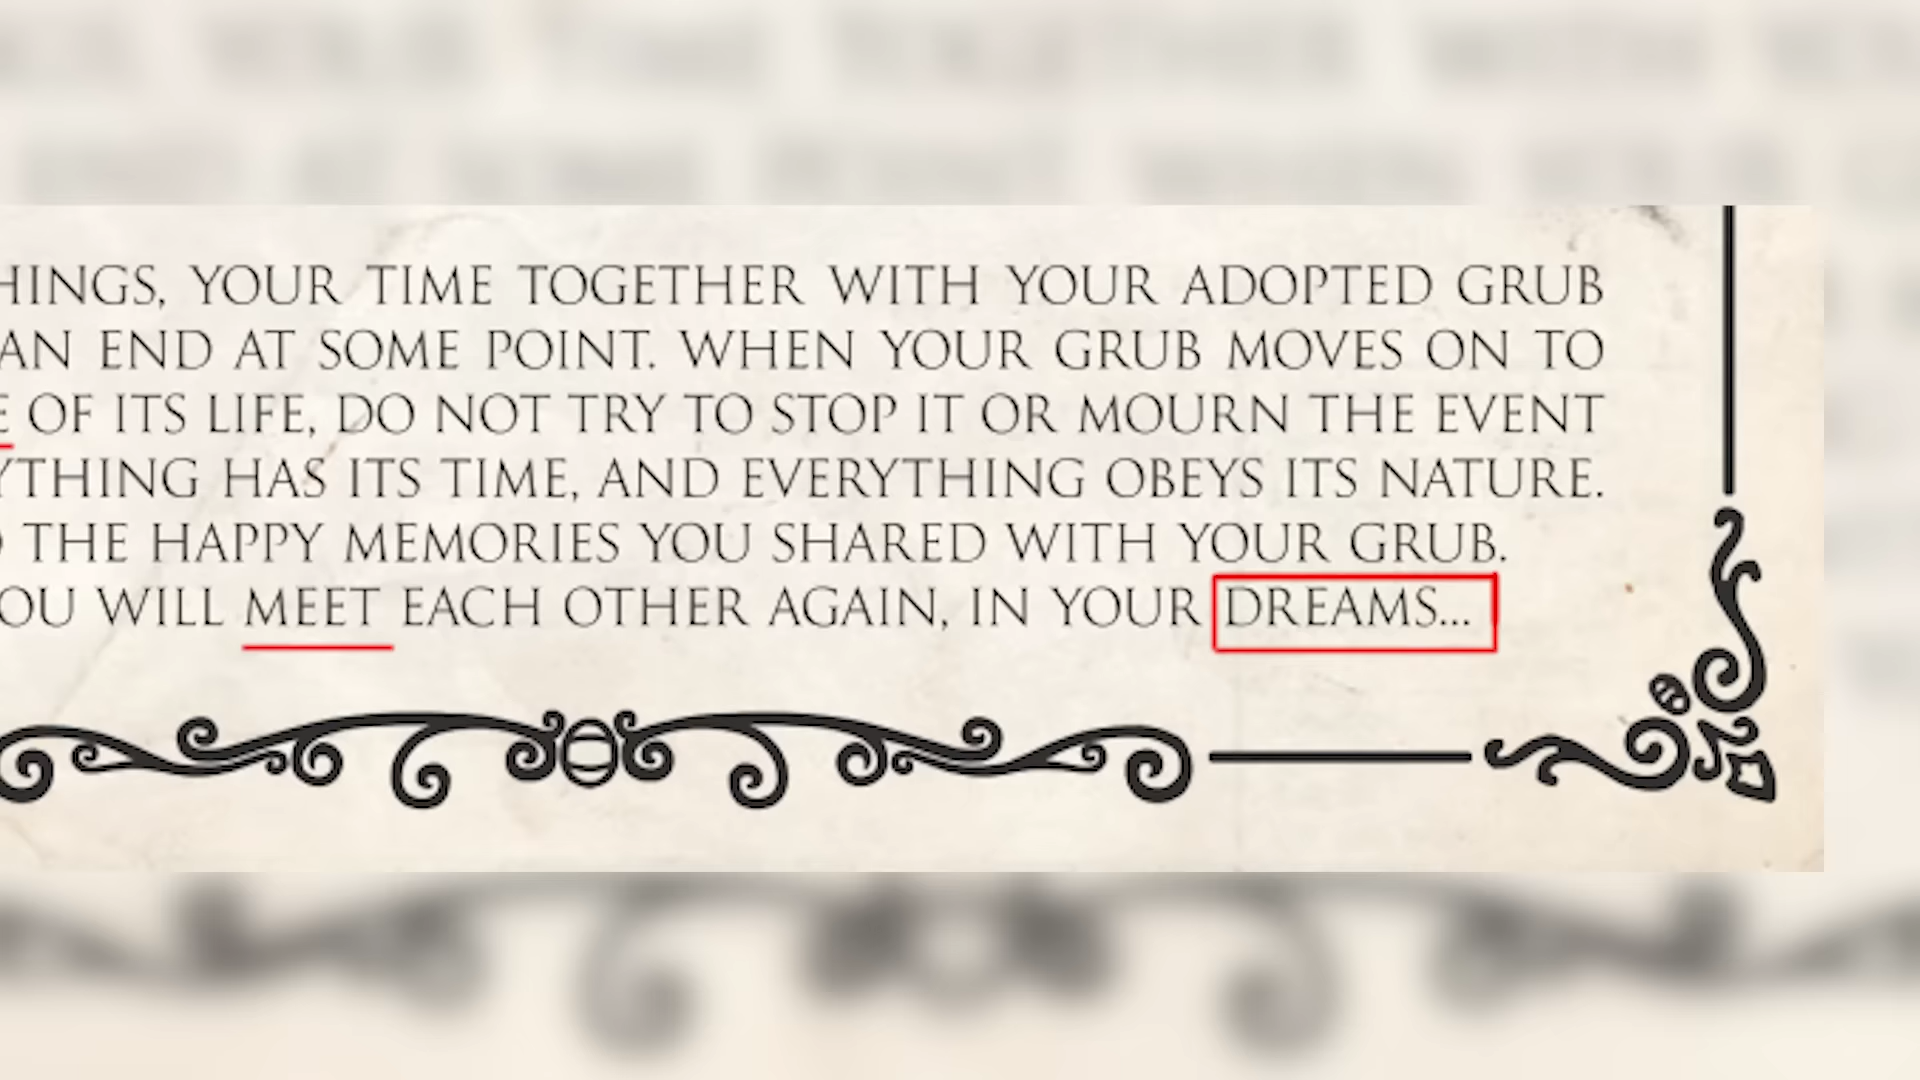 HINGS, YOUR TIME TOGETHER WITH YOUR ADOPTED GRUB
AN END AT SOME POINT. WHEN YOUR GRUB MOVES ON TO
E OF ITS LIFE, DO NOT TRY TO STOP IT OR MOURN THE EVENT
YTHING HAS ITS TIME, AND EVERYTHING OBEYS ITS NATURE.
THE HAPPY MEMORIES YOU SHARED WITH YOUR GRUB.
OU WILL MEET EACH OTHER AGAIN, IN YOUR DREAMS...